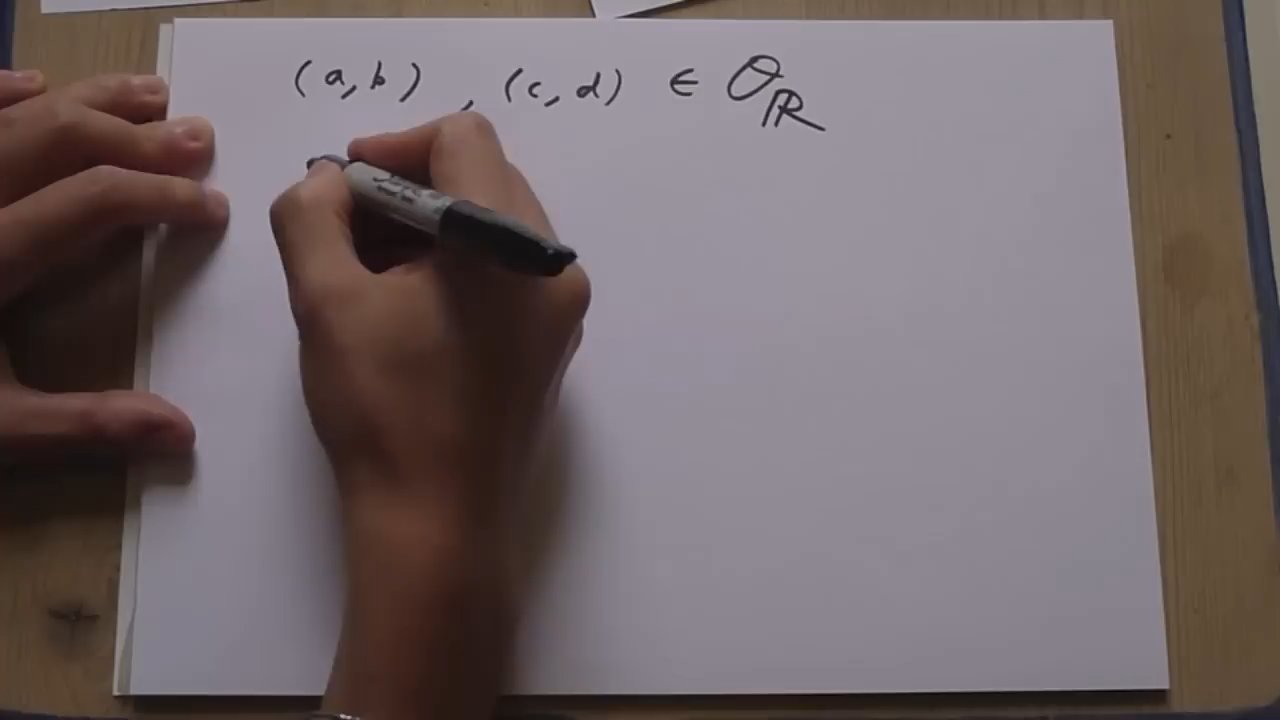 (a,b) , (c,d) ∈ 𝒪_ℝ